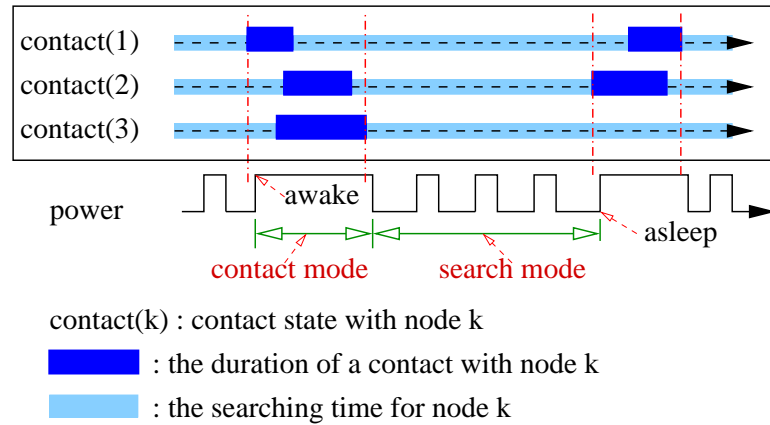 contact(1)
contact(2)
contact(3)
power
awake
asleep
contact mode
search mode
contact(k) : contact state with node k
: the duration of a contact with node k
: the searching time for node k